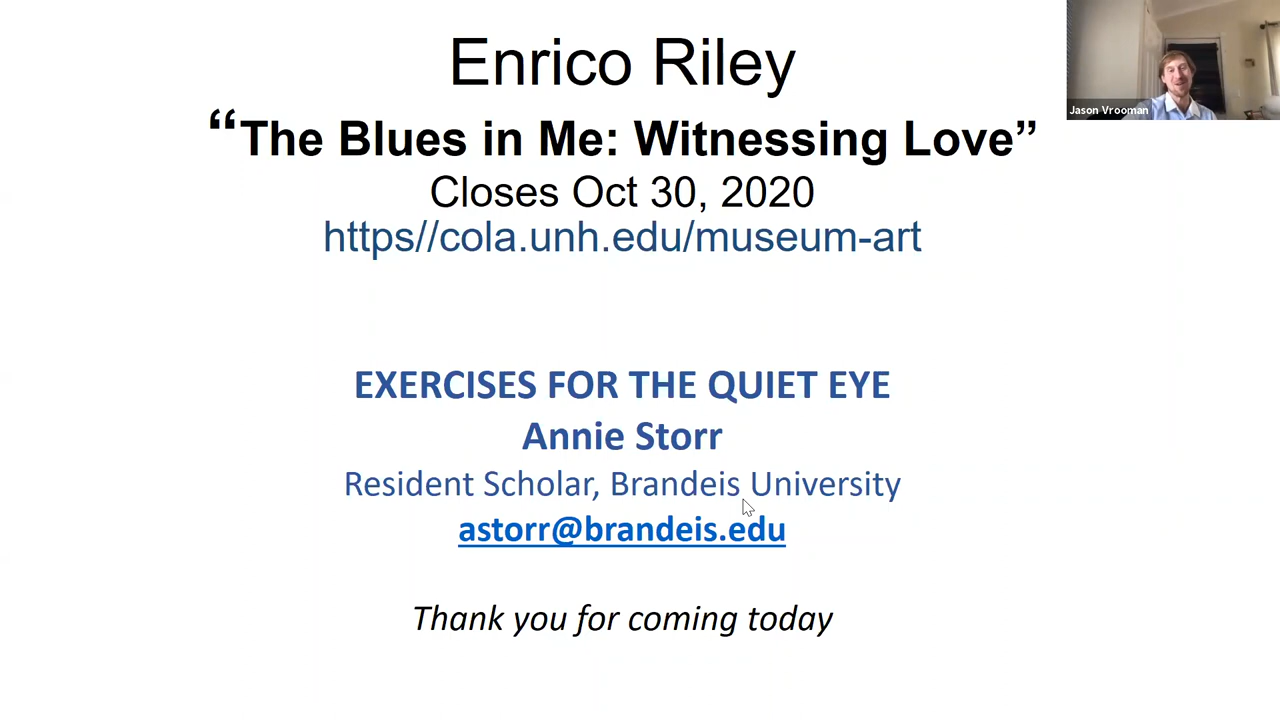 Enrico Riley
“The Blues in Me: Witnessing Love”
Closes Oct 30, 2020
https//cola.unh.edu/museum-art
EXERCISES FOR THE QUIET EYE
Annie Storr
Resident Scholar, Brandeis University
astorr@brandeis.edu
Thank you for coming today
Jason Vrooman